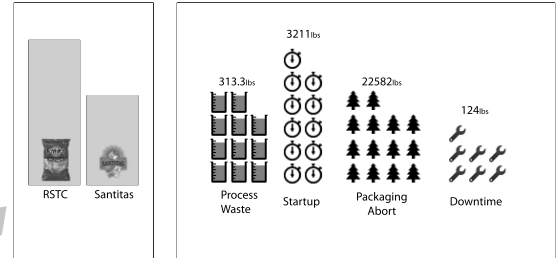 RSTC
Santitas
313.3lbs
3211lbs
22582lbs
124lbs
Process
Waste
Startup
Packaging
Abort
Downtime